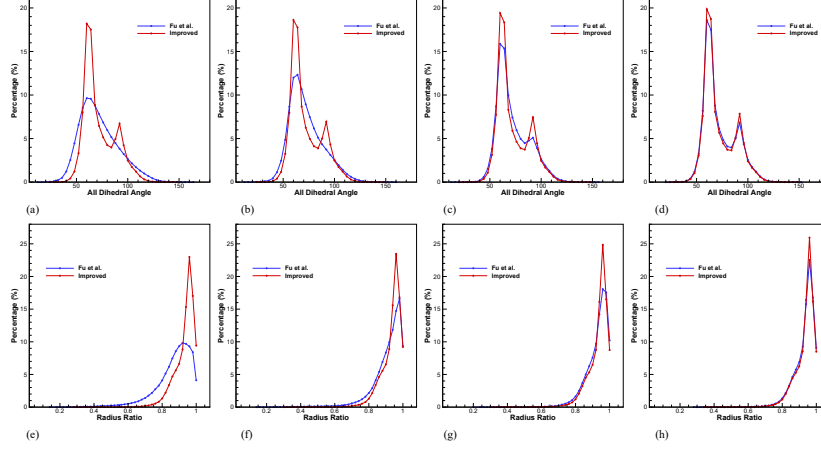 20
15
10
5
0
50
100
150
Percentage (%)
All Dihedral Angle
Fu et al.
Improved
(a)
20
15
10
5
0
50
100
150
Percentage (%)
All Dihedral Angle
Fu et al.
Improved
(b)
20
15
10
5
0
50
100
150
Percentage (%)
All Dihedral Angle
Fu et al.
Improved
(c)
20
15
10
5
0
50
100
150
Percentage (%)
All Dihedral Angle
Fu et al.
Improved
(d)
25
20
15
10
5
0
0.2
0.4
0.6
0.8
1
Percentage (%)
Radius Ratio
Fu et al.
Improved
(e)
25
20
15
10
5
0
0.2
0.4
0.6
0.8
1
Percentage (%)
Radius Ratio
Fu et al.
Improved
(f)
25
20
15
10
5
0
0.2
0.4
0.6
0.8
1
Percentage (%)
Radius Ratio
Fu et al.
Improved
(g)
25
20
15
10
5
0
0.2
0.4
0.6
0.8
1
Percentage (%)
Radius Ratio
Fu et al.
Improved
(h)